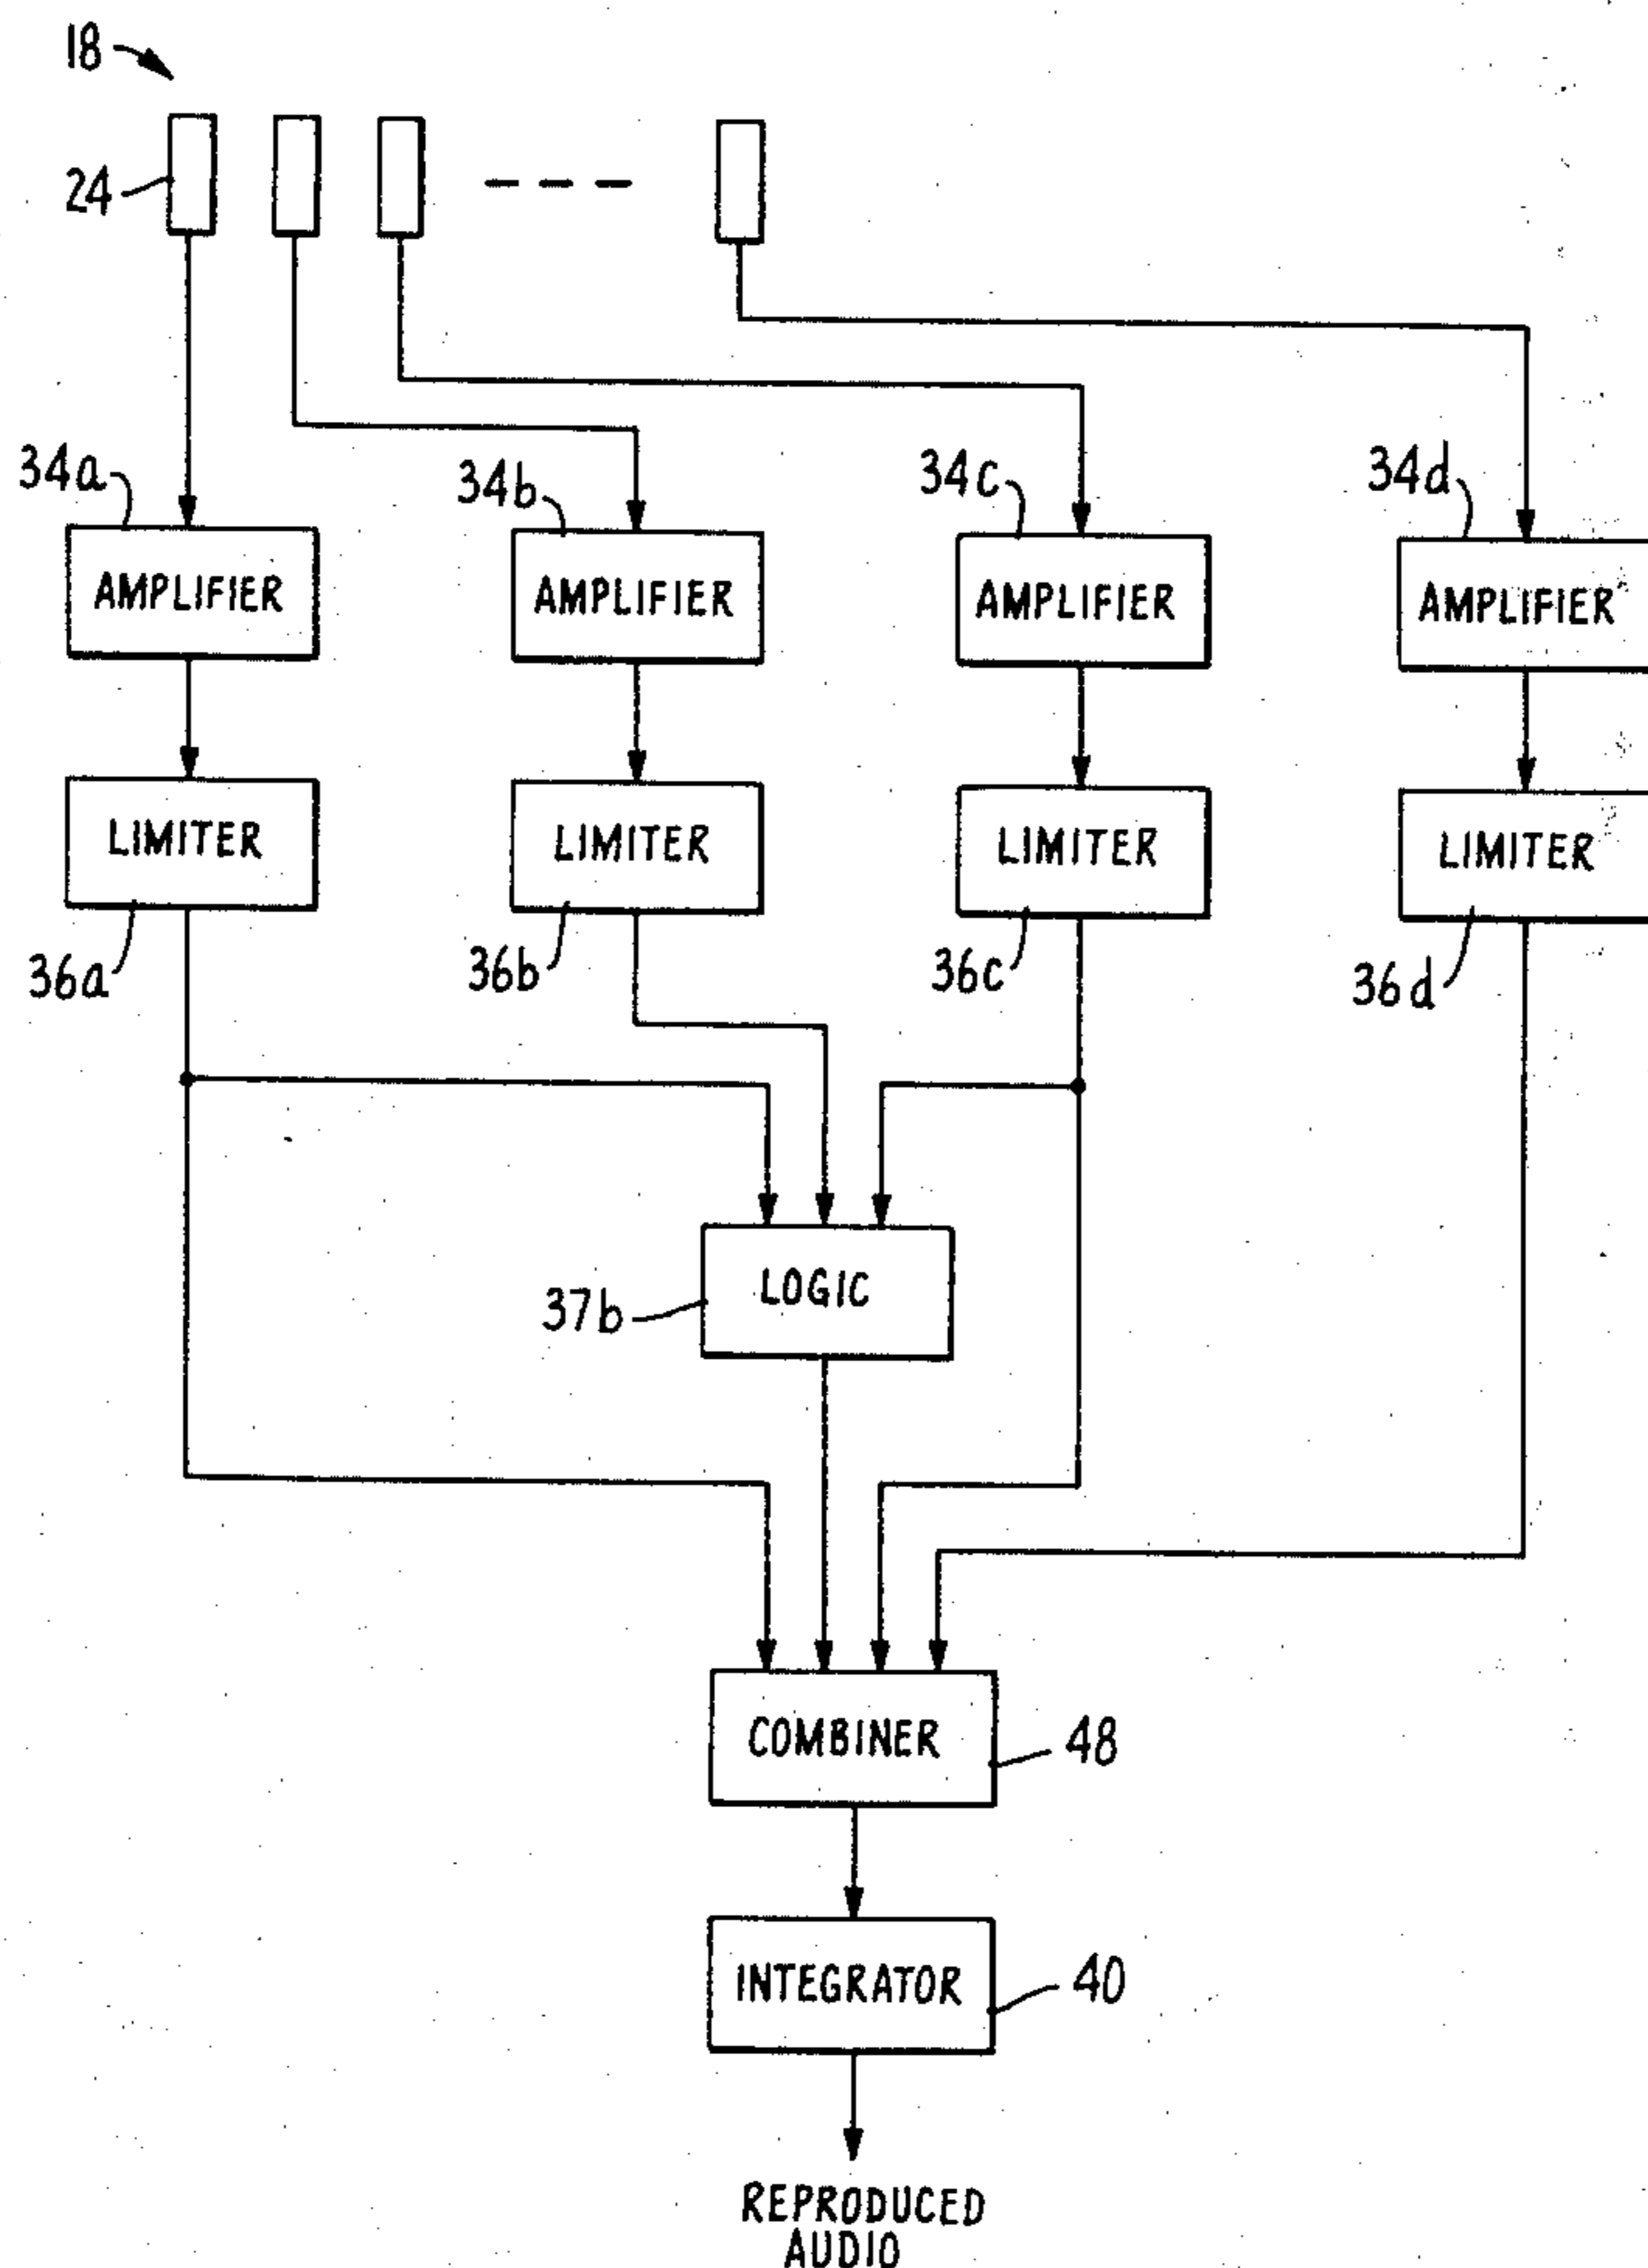 18
24
34a
34b
34c
34d
AMPLIFIER
AMPLIFIER
AMPLIFIER
AMPLIFIER
LIMITER
LIMITER
LIMITER
LIMITER
36a
36b
36c
36d
LOGIC
37b
COMBINER
48
INTEGRATOR
40
REPRODUCED
AUDIO